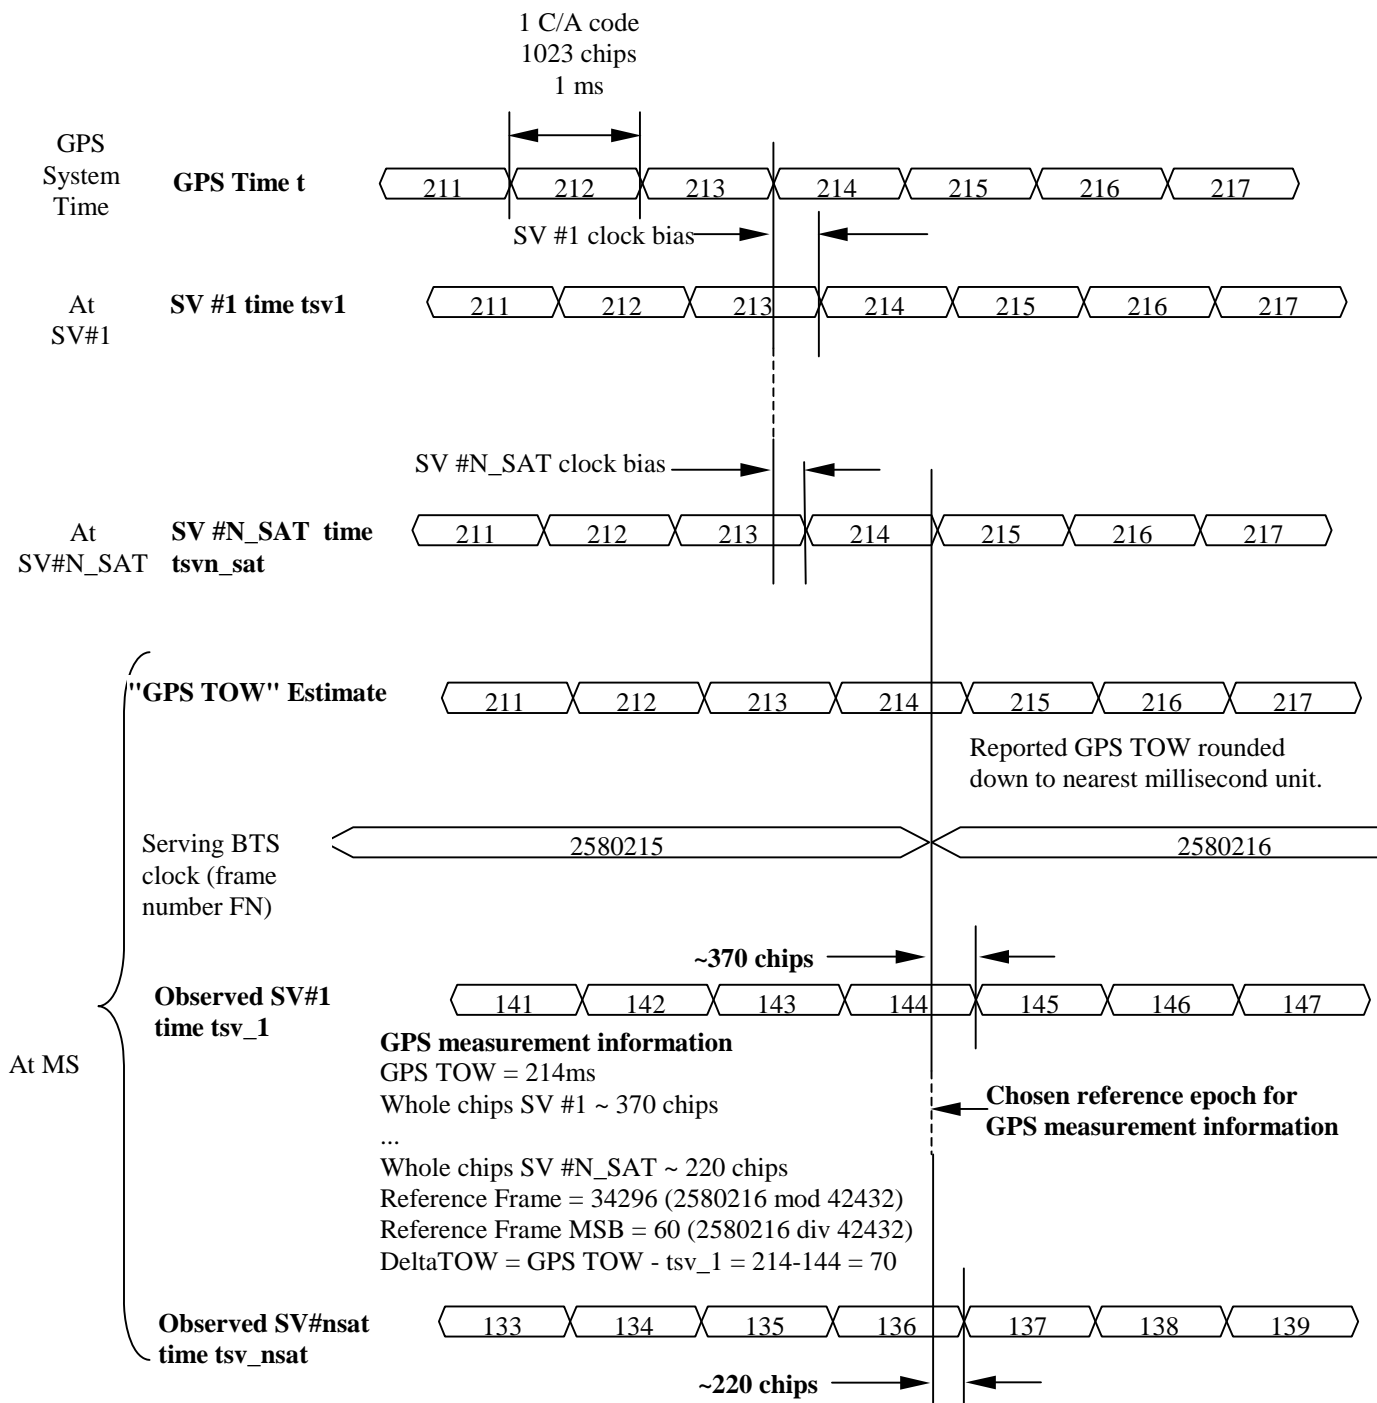 1 C/A code
1023 chips
1 ms
GPS
System
Time
GPS Time t
211 212 213 214 215 216 217
SV #1 clock bias
At
SV#1
SV #1 time tsv1
211 212 213 214 215 216 217
SV #N_SAT clock bias
At
SV#N_SAT
SV #N_SAT time
tsvn_sat
211 212 213 214 215 216 217
"GPS TOW" Estimate
211 212 213 214 215 216 217
Reported GPS TOW rounded
down to nearest millisecond unit.
Serving BTS
clock (frame
number FN)
2580215 2580216
~370 chips
Observed SV#1
time tsv_1
141 142 143 144 145 146 147
At MS
GPS measurement information
GPS TOW = 214ms
Whole chips SV #1 ~ 370 chips
...
Whole chips SV #N_SAT ~ 220 chips
Reference Frame = 34296 (2580216 mod 42432)
Reference Frame MSB = 60 (2580216 div 42432)
DeltaTOW = GPS TOW - tsv_1 = 214-144 = 70
Chosen reference epoch for
GPS measurement information
Observed SV#nsat
time tsv_nsat
133 134 135 136 137 138 139
~220 chips